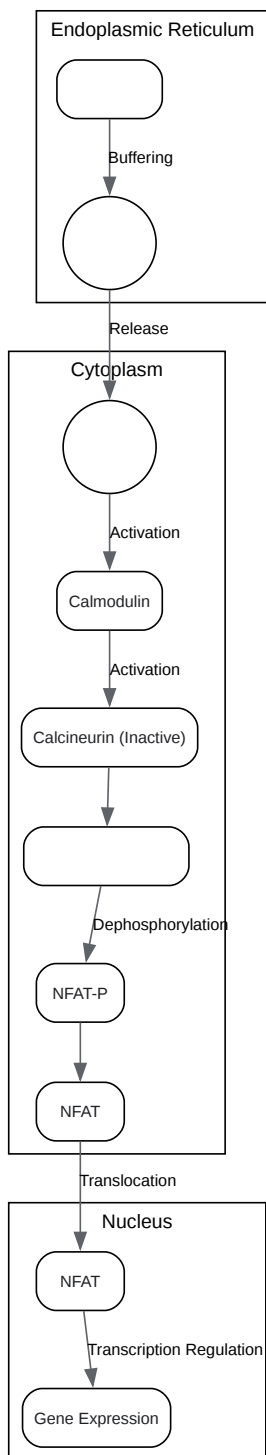 Endoplasmic Reticulum
Buffering
Release
Cytoplasm
Activation
Calmodulin
Activation
Calcineurin (Inactive)
Dephosphorylation
NFAT-P
NFAT
Translocation
Nucleus
NFAT
Transcription Regulation
Gene Expression